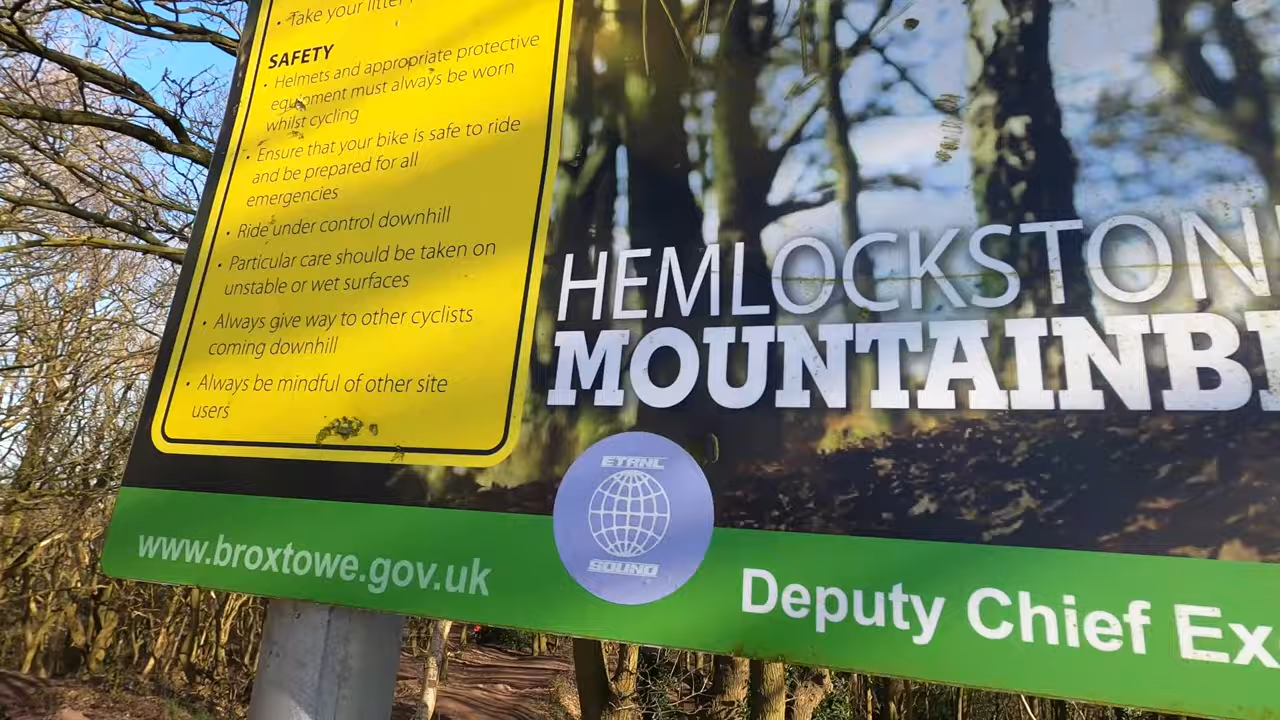 • Take your litter
SAFETY
• Helmets and appropriate protective
equipment must always be worn
whilst cycling
• Ensure that your bike is safe to ride
and be prepared for all
emergencies
• Ride under control downhill
• Particular care should be taken on
unstable or wet surfaces
• Always give way to other cyclists
coming downhill
• Always be mindful of other site
users
HEMLOCKSTON
MOUNTAINB
ETRNL
SOUND
www.broxtowe.gov.uk
Deputy Chief Ex